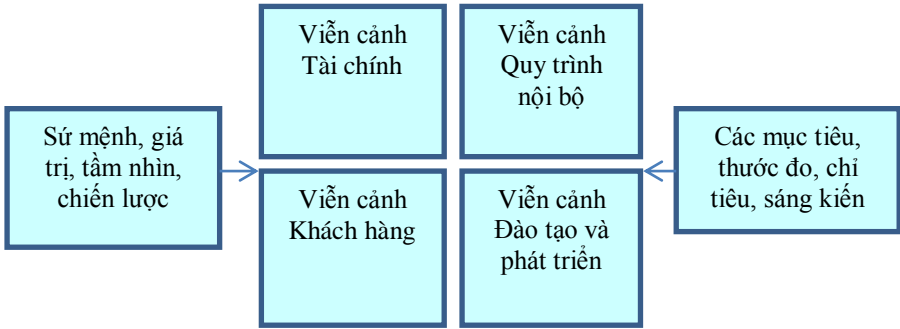 Viễn cảnh
Tài chính
Viễn cảnh
Quy trình
nội bộ
Sứ mệnh, giá
trị, tầm nhìn,
chiến lược
Các mục tiêu,
thước đo, chỉ
tiêu, sáng kiến
Viễn cảnh
Khách hàng
Viễn cảnh
Đào tạo và
phát triển